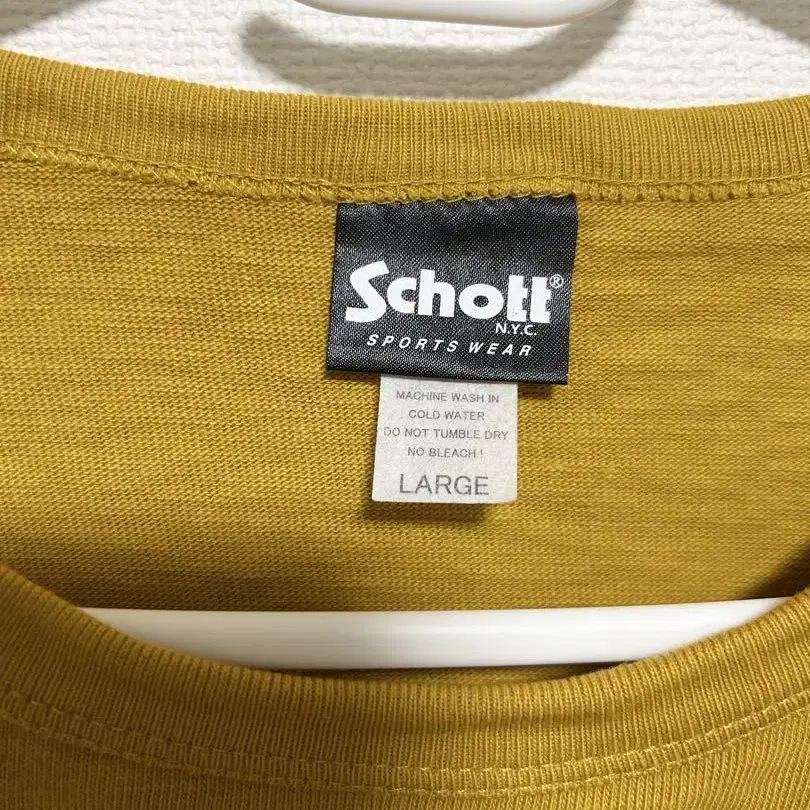 Schott®
N.Y.C.
SPORTS WEAR
MACHINE WASH IN
COLD WATER
DO NOT TUMBLE DRY
NO BLEACH !
LARGE